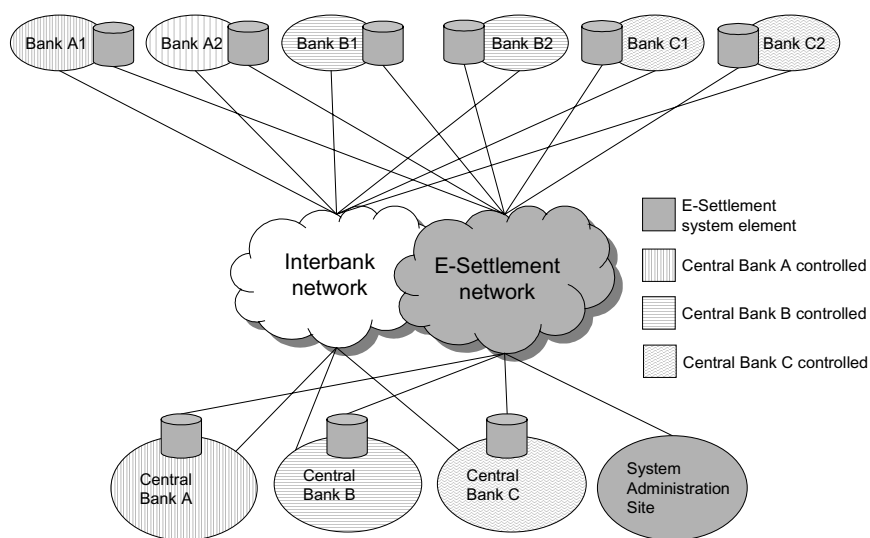 Bank A1
Bank A2
Bank B1
Bank B2
Bank C1
Bank C2
Interbank
network
E-Settlement
network
E-Settlement
system element
Central Bank A controlled
Central Bank B controlled
Central Bank C controlled
Central
Bank A
Central
Bank B
Central
Bank C
System
Administration
Site